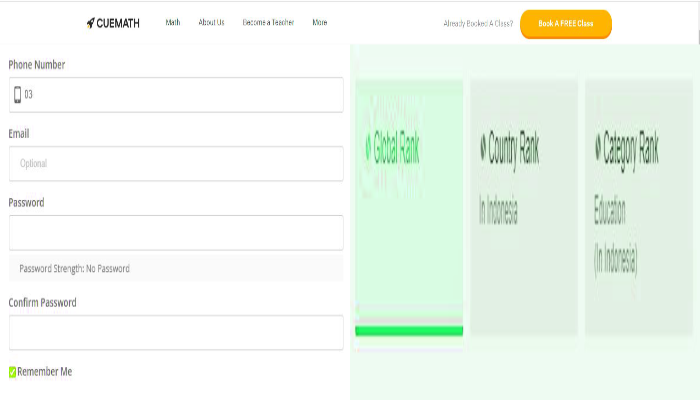 CUEMATH Math About Us Become a Teacher More Already Booked A Class? Book A FREE Class
Phone Number
03
Email
Optional
Password
Password Strength: No Password
Confirm Password
Remember Me
Global Rank
Country Rank
In Indonesia
Category Rank
Education
(In Indonesia)